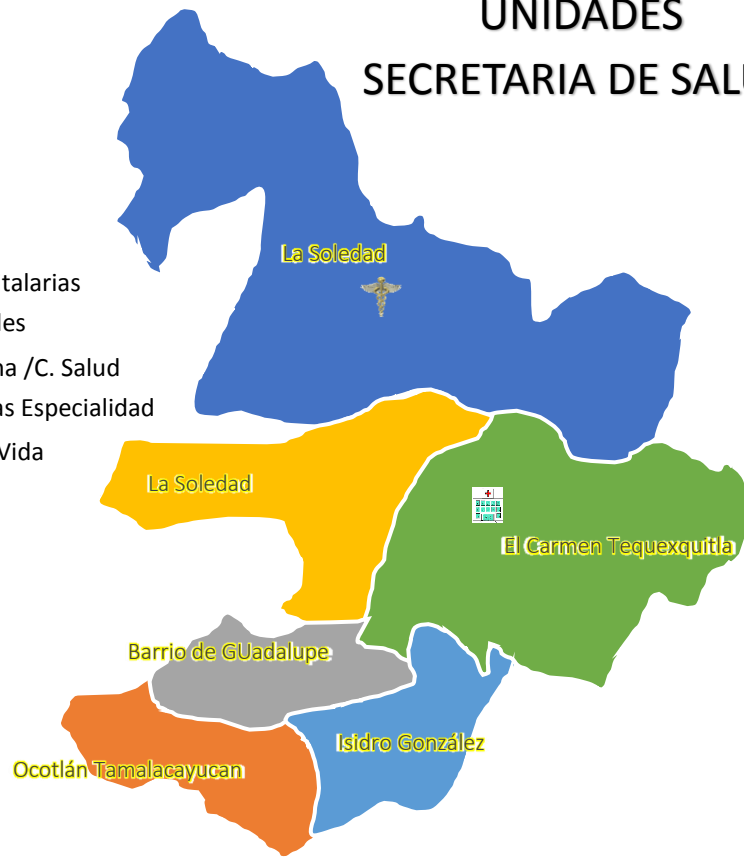 UNIDADES
SECRETARIA DE SALU
La Soledad
talarias
les
na /C. Salud
as Especialidad
Vida
La Soledad
El Carmen Tequexquitla
Barrio de GUadalupe
Isidro González
Ocotlán Tamalacayucan